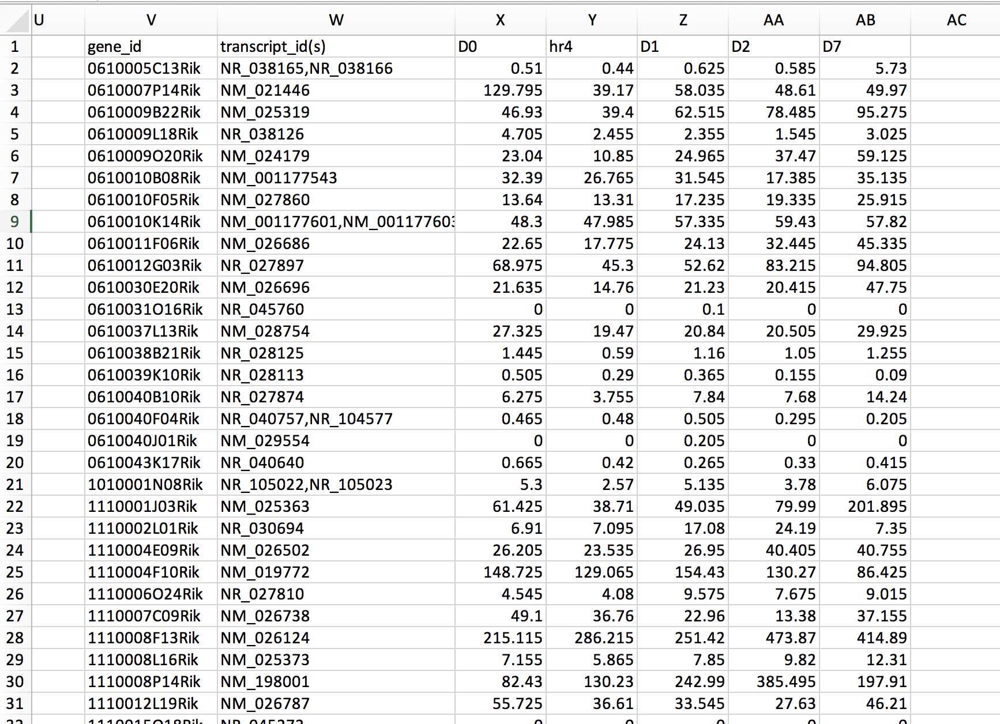 U V W X Y Z AA AB AC
1 gene_id transcript_id(s) D0 hr4 D1 D2 D7
2 0610005C13Rik NR_038165,NR_038166 0.51 0.44 0.625 0.585 5.73
3 0610007P14Rik NM_021446 129.795 39.17 58.035 48.61 49.97
4 0610009B22Rik NM_025319 46.93 39.4 62.515 78.485 95.275
5 0610009L18Rik NR_038126 4.705 2.455 2.355 1.545 3.025
6 0610009O20Rik NM_024179 23.04 10.85 24.965 37.47 59.125
7 0610010B08Rik NM_001177543 32.39 26.765 31.545 17.385 35.135
8 0610010F05Rik NM_027860 13.64 13.31 17.235 19.335 25.915
9 0610010K14Rik NM_001177601,NM_001177603 48.3 47.985 57.335 59.43 57.82
10 0610011F06Rik NM_026686 22.65 17.775 24.13 32.445 45.335
11 0610012G03Rik NR_027897 68.975 45.3 52.62 83.215 94.805
12 0610030E20Rik NM_026696 21.635 14.76 21.23 20.415 47.75
13 0610031O16Rik NR_045760 0 0 0.1 0 0
14 0610037L13Rik NM_028754 27.325 19.47 20.84 20.505 29.925
15 0610038B21Rik NR_028125 1.445 0.59 1.16 1.05 1.255
16 0610039K10Rik NR_028113 0.505 0.29 0.365 0.155 0.09
17 0610040B10Rik NR_027874 6.275 3.755 7.84 7.68 14.24
18 0610040F04Rik NR_040757,NR_104577 0.465 0.48 0.505 0.295 0.205
19 0610040J01Rik NM_029554 0 0 0.205 0 0
20 0610043K17Rik NR_040640 0.665 0.42 0.265 0.33 0.415
21 1010001N08Rik NR_105022,NR_105023 5.3 2.57 5.135 3.78 6.075
22 1110001J03Rik NM_025363 61.425 38.71 49.035 79.99 201.895
23 1110002L01Rik NR_030694 6.91 7.095 17.08 24.19 7.35
24 1110004E09Rik NM_026502 26.205 23.535 26.95 40.405 40.755
25 1110004F10Rik NM_019772 148.725 129.065 154.43 130.27 86.425
26 1110006O24Rik NR_027810 4.545 4.08 9.575 7.675 9.015
27 1110007C09Rik NM_026738 49.1 36.76 22.96 13.38 37.155
28 1110008F13Rik NM_026124 215.115 286.215 251.42 473.87 414.89
29 1110008L16Rik NM_025373 7.155 5.865 7.85 9.82 12.31
30 1110008P14Rik NM_198001 82.43 130.23 242.99 385.495 197.91
31 1110012L19Rik NM_026787 55.725 36.61 33.545 27.63 46.21